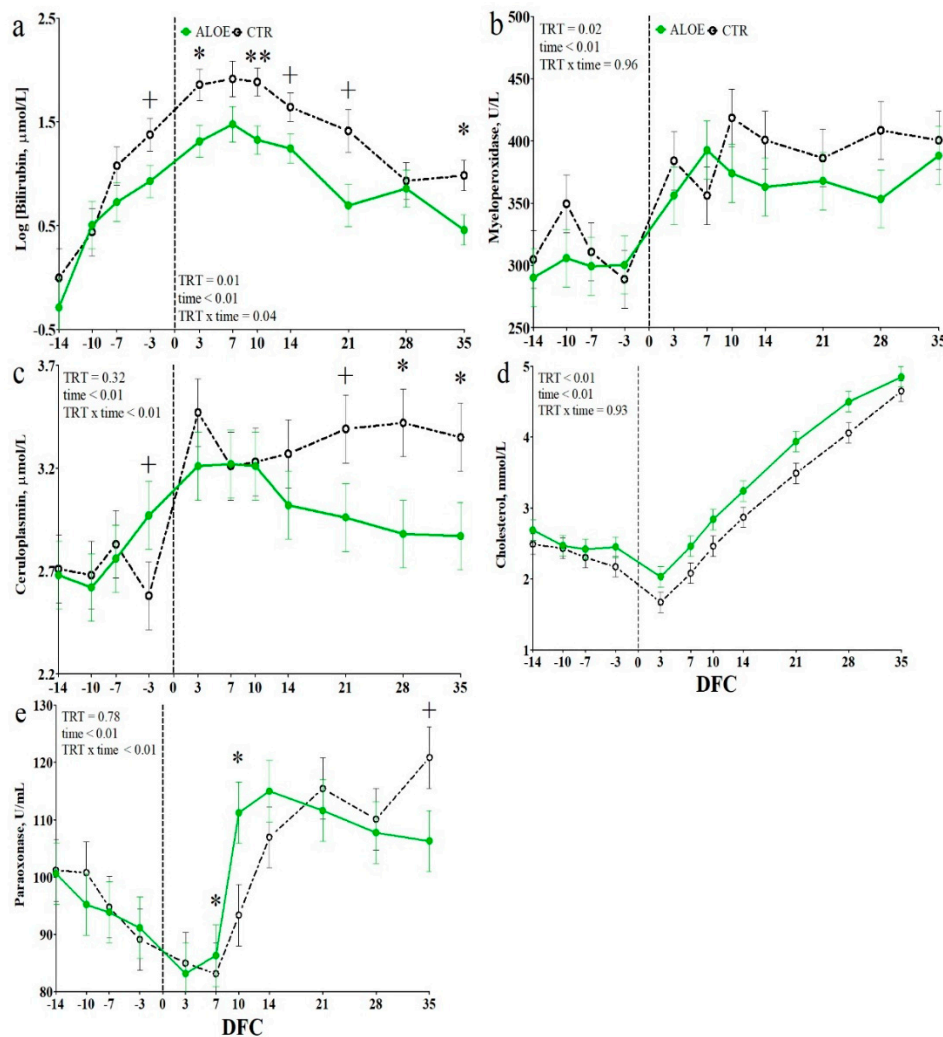 a
ALOE CTR
Log [Bilirubin, µmol/L]
2.5
1.5
0.5
-0.5
+ * ** + + *
TRT = 0.01
time < 0.01
TRT x time = 0.04
-14 -10 -7 -3 0 3 7 10 14 21 28 35
b
ALOE CTR
Myeloperoxidase, U/L
500
450
400
350
300
250
TRT = 0.02
time < 0.01
TRT x time = 0.96
-14 -10 -7 -3 0 3 7 10 14 21 28 35
c
Ceruloplasmin, µmol/L
3.7
3.2
2.7
2.2
TRT = 0.32
time < 0.01
TRT x time < 0.01
+ + * *
-14 -10 -7 -3 0 3 7 10 14 21 28 35
d
Cholesterol, mmol/L
5
4
3
2
1
TRT < 0.01
time < 0.01
TRT x time = 0.93
-14 -10 -7 -3 0 3 7 10 14 21 28 35
DFC
e
Paraoxonase, U/mL
130
120
110
100
90
80
TRT = 0.78
time < 0.01
TRT x time < 0.01
* * +
-14 -10 -7 -3 0 3 7 10 14 21 28 35
DFC